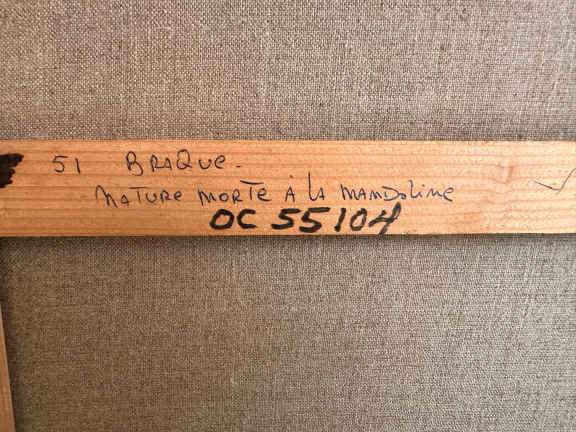 51 BRAQUE.
NATURE MORTE À LA MANDOLINE
OC 55104